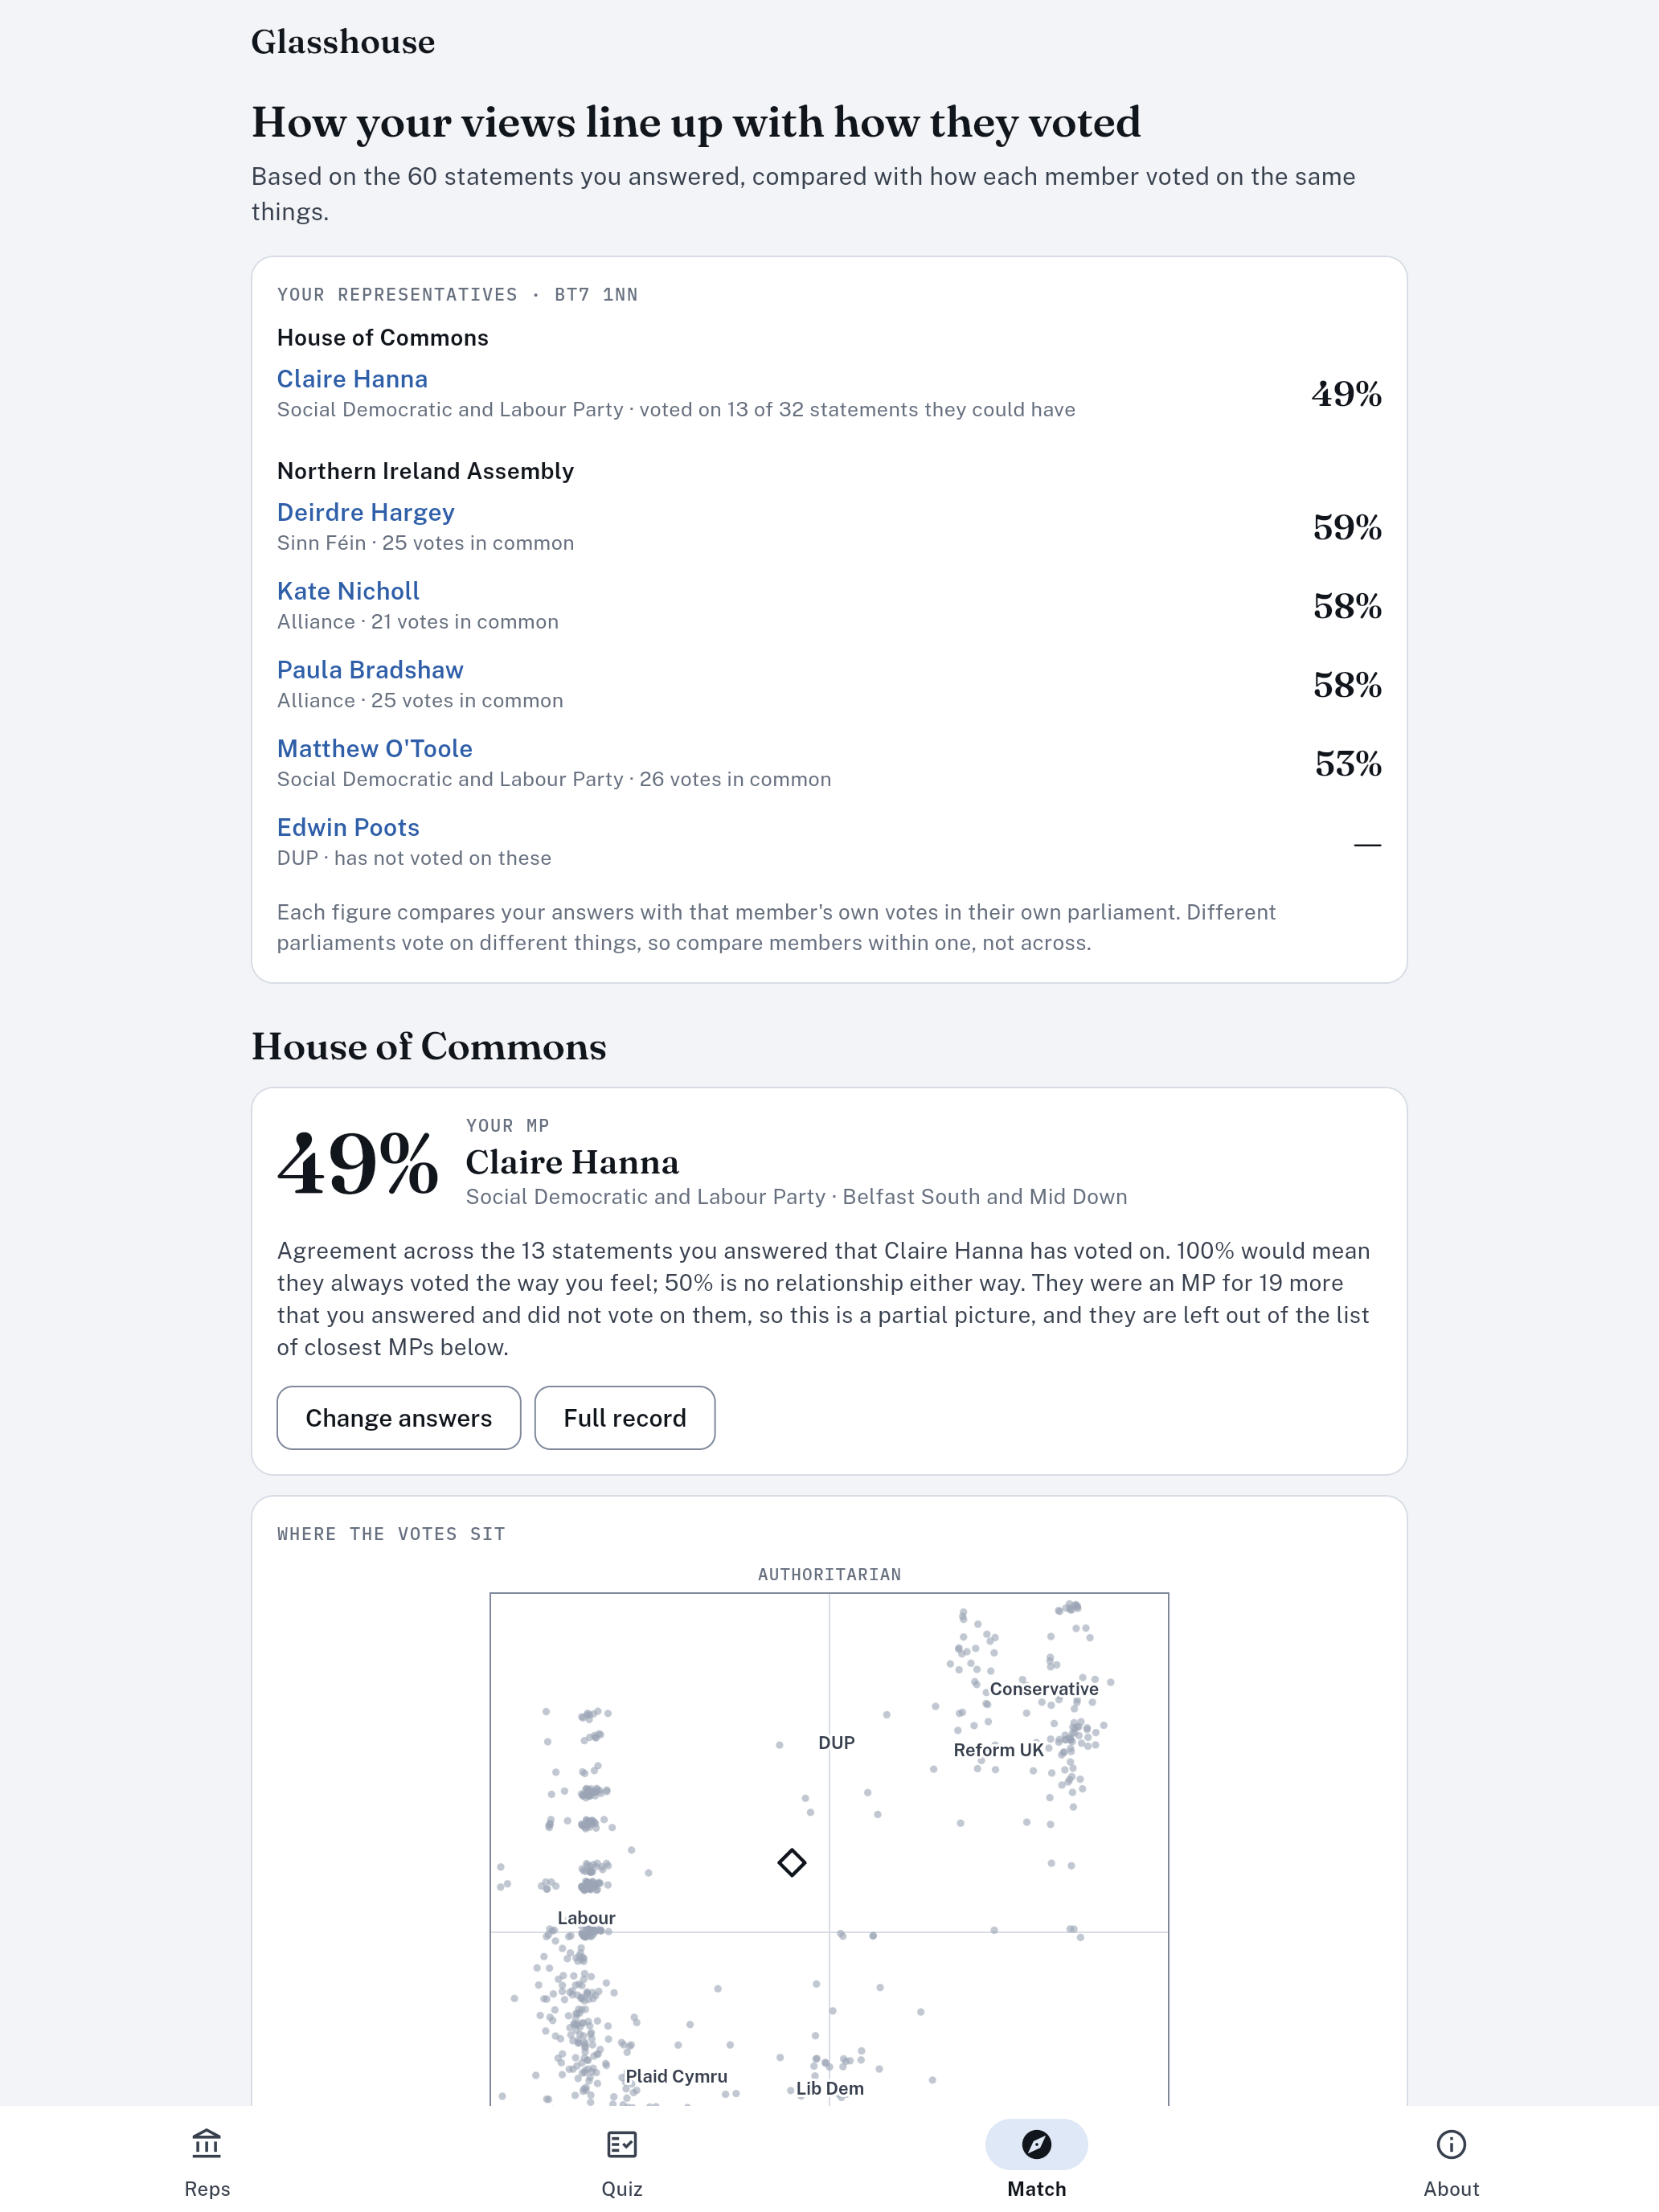 Glasshouse
How your views line up with how they voted
Based on the 60 statements you answered, compared with how each member voted on the same
things.
YOUR REPRESENTATIVES · BT7 1NN
House of Commons
Claire Hanna
49%
Social Democratic and Labour Party · voted on 13 of 32 statements they could have
Northern Ireland Assembly
Deirdre Hargey
59%
Sinn Féin · 25 votes in common
Kate Nicholl
58%
Alliance · 21 votes in common
Paula Bradshaw
58%
Alliance · 25 votes in common
Matthew O'Toole
53%
Social Democratic and Labour Party · 26 votes in common
Edwin Poots
—
DUP · has not voted on these
Each figure compares your answers with that member's own votes in their own parliament. Different
parliaments vote on different things, so compare members within one, not across.
House of Commons
49%
YOUR MP
Claire Hanna
Social Democratic and Labour Party · Belfast South and Mid Down
Agreement across the 13 statements you answered that Claire Hanna has voted on. 100% would mean
they always voted the way you feel; 50% is no relationship either way. They were an MP for 19 more
that you answered and did not vote on them, so this is a partial picture, and they are left out of the list
of closest MPs below.
Change answers
Full record
WHERE THE VOTES SIT
AUTHORITARIAN
Conservative
DUP
Reform UK
Labour
Plaid Cymru
Lib Dem
Reps
Quiz
Match
About